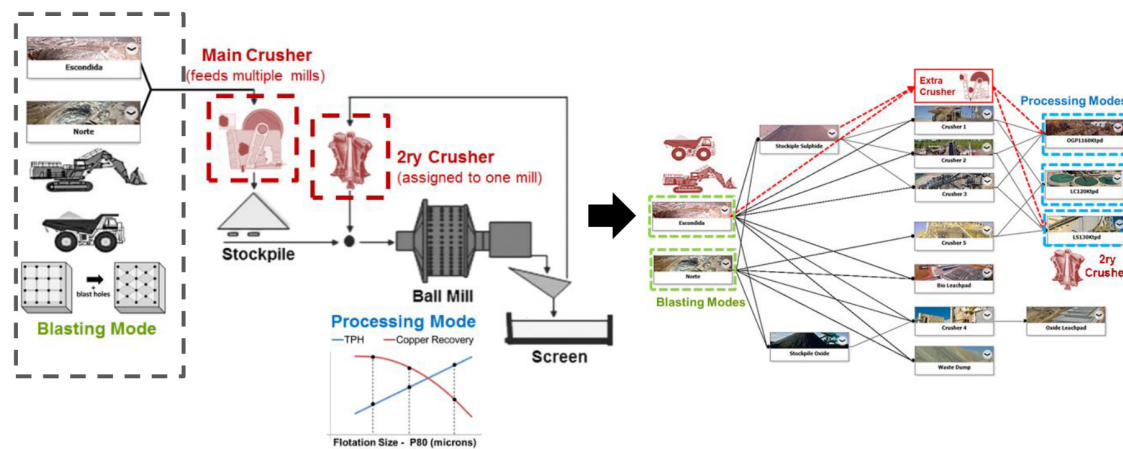 Escondida
Norte
+
blast holes
Blasting Mode
Main Crusher
(feeds multiple mills)
2ry Crusher
(assigned to one mill)
Stockpile
Ball Mill
Screen
Processing Mode
TPH
Copper Recovery
Flotation Size - P80 (microns)
Escondida
Norte
Blasting Modes
Stockpile Sulphide
Stockpile Oxide
Extra
Crusher
Crusher 1
Crusher 2
Crusher 3
Crusher 5
Bio Leachpad
Crusher 4
Waste Dump
Oxide Leachpad
Processing Modes
OGP1160Ktpd
LC120Ktpd
LS130Ktpd
2ry
Crusher